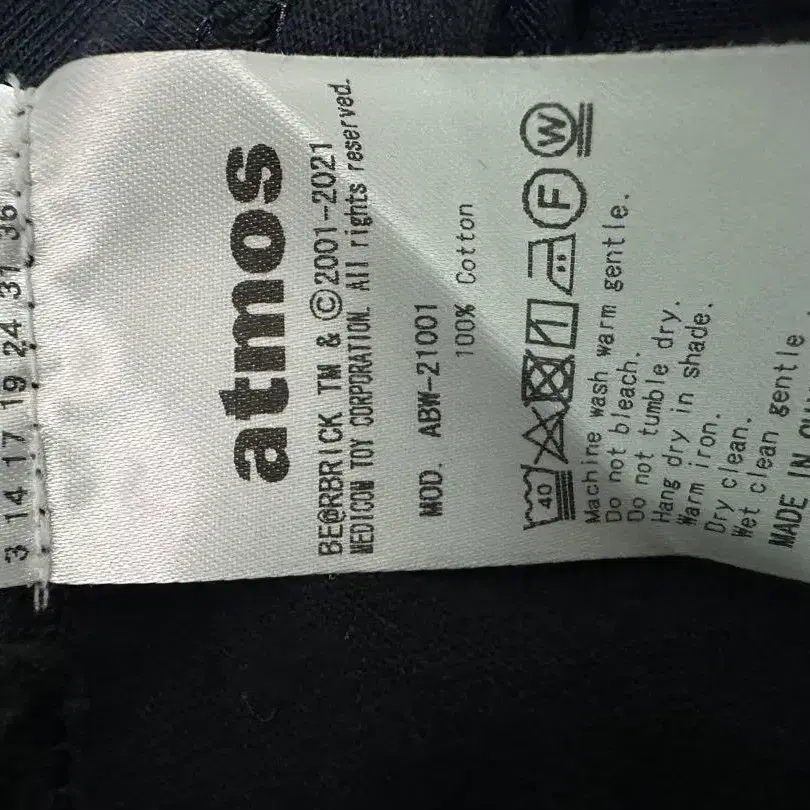 3 14 17 19 24 31 36
atmos
BE@RBRICK TM & ©2001-2021
MEDICOM TOY CORPORATION. All rights reserved.
MOD. ABW-21001
100% Cotton
40 F W
Machine wash warm gentle.
Do not bleach.
Do not tumble dry.
Hang dry in shade.
Warm iron.
Dry clean.
Wet clean gentle.
MADE IN